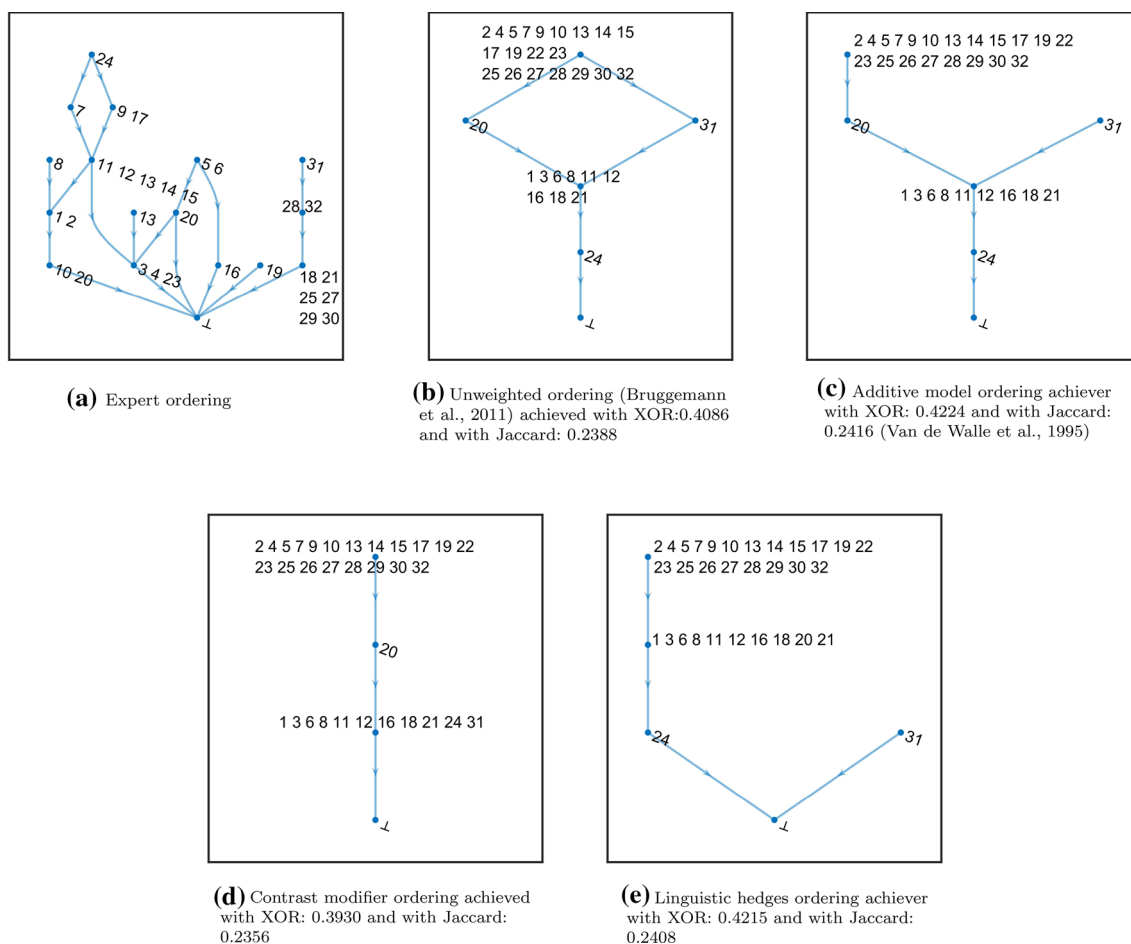 24
7
9 17
8
11 12 13 14 15
5 6
31
1 2
13
20
28 32
10 20
3 4 23
16
19
18 21
25 27
29 30
⊥
(a) Expert ordering
2 4 5 7 9 10 13 14 15
17 19 22 23
25 26 27 28 29 30 32
20
31
1 3 6 8 11 12
16 18 21
24
⊥
(b) Unweighted ordering (Bruggemann
et al., 2011) achieved with XOR:0.4086
and with Jaccard: 0.2388
2 4 5 7 9 10 13 14 15 17 19 22
23 25 26 27 28 29 30 32
20
31
1 3 6 8 11 12 16 18 21
24
⊥
(c) Additive model ordering achiever
with XOR: 0.4224 and with Jaccard:
0.2416 (Van de Walle et al., 1995)
2 4 5 7 9 10 13 14 15 17 19 22
23 25 26 27 28 29 30 32
20
1 3 6 8 11 12 16 18 21 24 31
⊥
(d) Contrast modifier ordering achieved
with XOR: 0.3930 and with Jaccard:
0.2356
2 4 5 7 9 10 13 14 15 17 19 22
23 25 26 27 28 29 30 32
1 3 6 8 11 12 16 18 20 21
24
31
⊥
(e) Linguistic hedges ordering achiever
with XOR: 0.4215 and with Jaccard:
0.2408